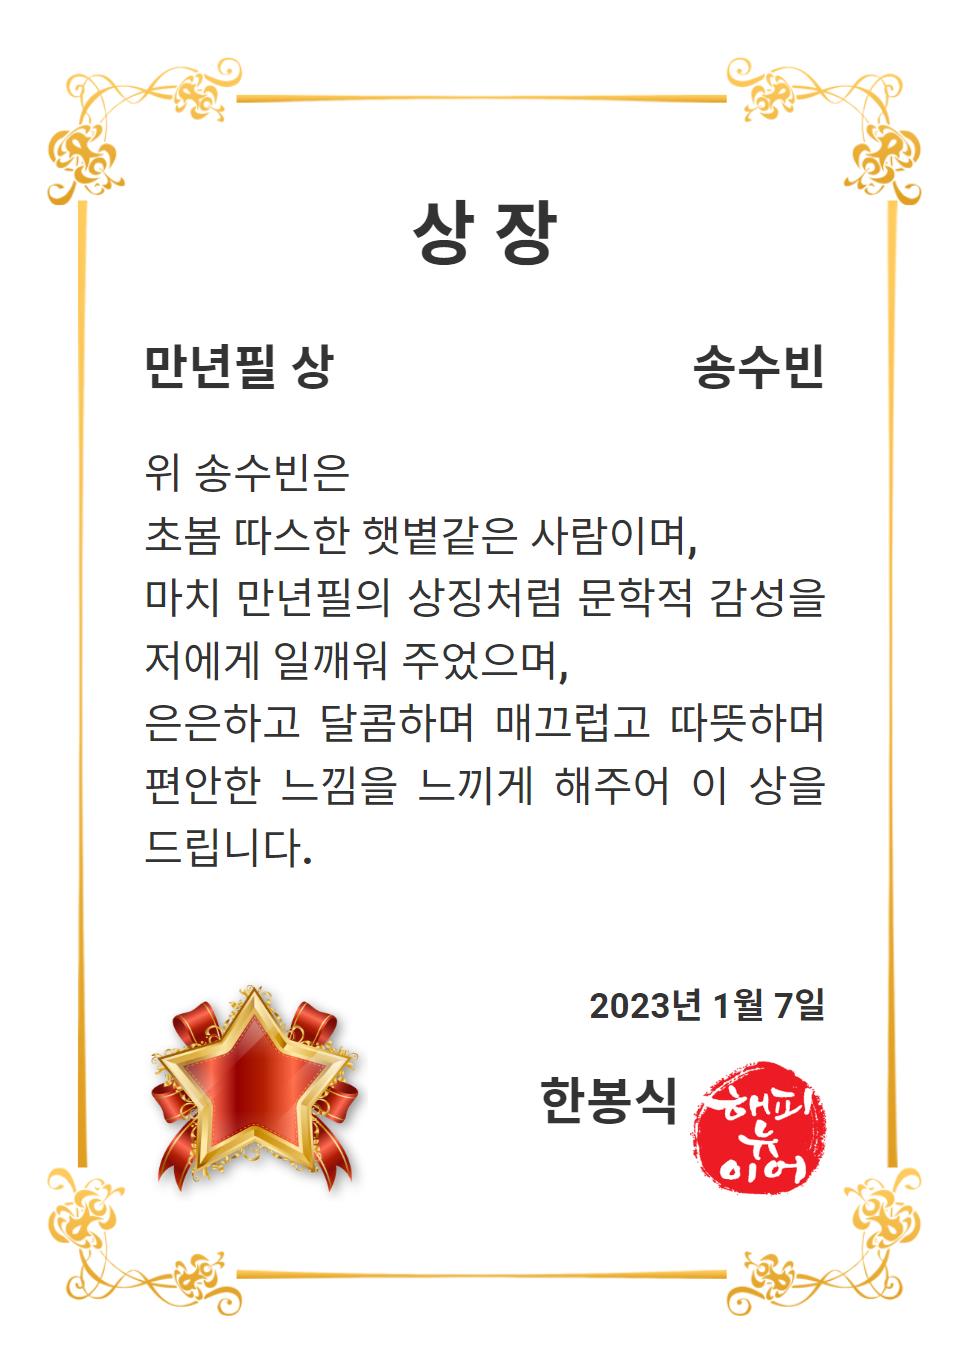 상 장
만년필 상 송수빈
위 송수빈은
초봄 따스한 햇볕같은 사람이며,
마치 만년필의 상징처럼 문학적 감성을
저에게 일깨워 주었으며,
은은하고 달콤하며 매끄럽고 따뜻하며
편안한 느낌을 느끼게 해주어 이 상을
드립니다.
2023년 1월 7일
한봉식
해피
뉴
이어